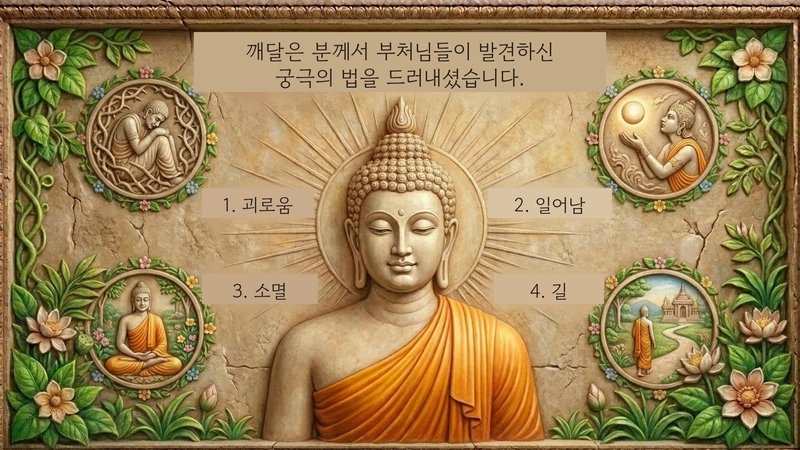 깨달은 분께서 부처님들이 발견하신
궁극의 법을 드러내셨습니다.
1. 괴로움
2. 일어남
3. 소멸
4. 길